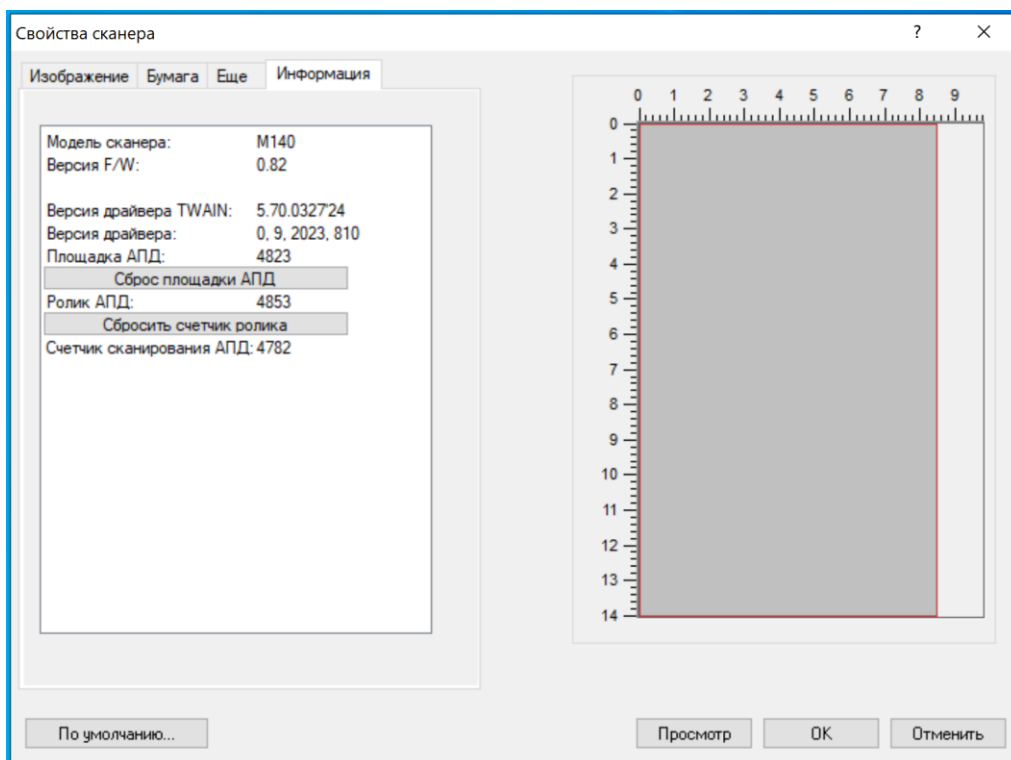 Свойства сканера ?
Изображение Бумага Еще Информация
Модель сканера: M140
Версия F/W: 0.82
Версия драйвера TWAIN: 5.70.0327'24
Версия драйвера: 0, 9, 2023, 810
Площадка АПД: 4823
Сброс площадки АПД
Ролик АПД: 4853
Сбросить счетчик ролика
Счетчик сканирования АПД: 4782
0 1 2 3 4 5 6 7 8 9
0
1
2
3
4
5
6
7
8
9
10
11
12
13
14
По умолчанию... Просмотр OK Отменить